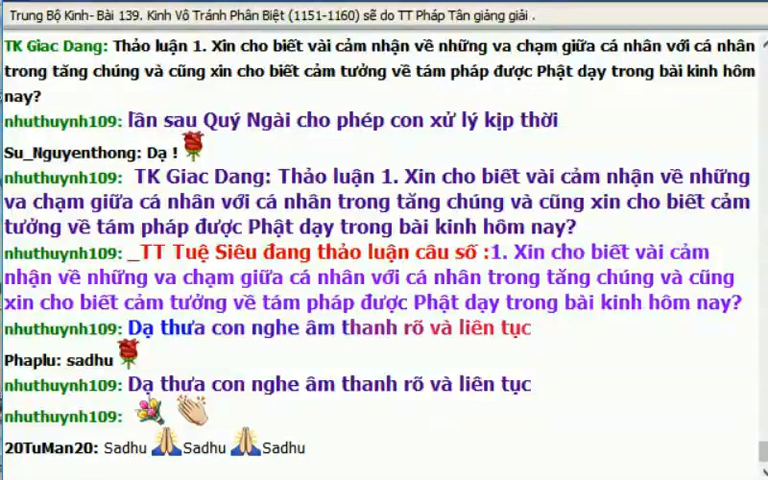 Trung Bộ Kinh- Bài 139. Kinh Vô Tránh Phân Biệt (1151-1160) sẽ do TT Pháp Tân giảng giải .
TK Giac Dang: Thảo luận 1. Xin cho biết vài cảm nhận về những va chạm giữa cá nhân với cá nhân
trong tăng chúng và cũng xin cho biết cảm tưởng về tám pháp được Phật dạy trong bài kinh hôm
nay?
nhuthuynh109: lần sau Quý Ngài cho phép con xử lý kịp thời
Su_Nguyenthong: Dạ !
nhuthuynh109: TK Giac Dang: Thảo luận 1. Xin cho biết vài cảm nhận về những
va chạm giữa cá nhân với cá nhân trong tăng chúng và cũng xin cho biết cảm
tưởng về tám pháp được Phật dạy trong bài kinh hôm nay?
nhuthuynh109: _TT Tuệ Siêu đang thảo luận câu số :1. Xin cho biết vài cảm
nhận về những va chạm giữa cá nhân với cá nhân trong tăng chúng và cũng
xin cho biết cảm tưởng về tám pháp được Phật dạy trong bài kinh hôm nay?
nhuthuynh109: Dạ thưa con nghe âm thanh rõ và liên tục
Phaplu: sadhu
nhuthuynh109: Dạ thưa con nghe âm thanh rõ và liên tục
nhuthuynh109:
20TuMan20: Sadhu Sadhu Sadhu